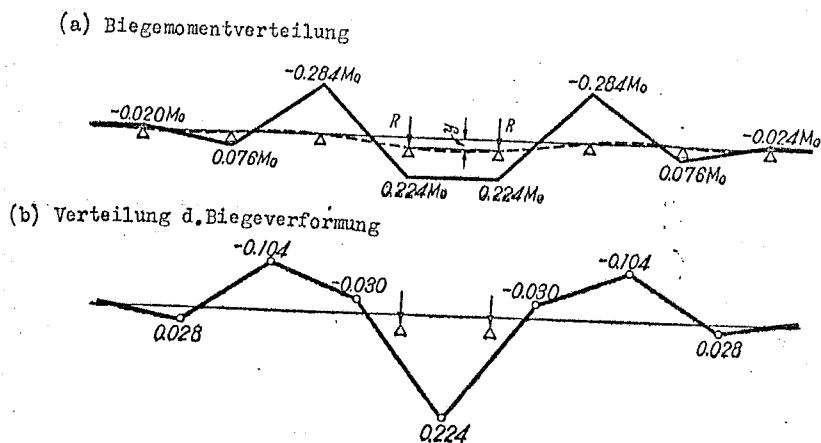 (a) Biegemomentverteilung
-0.284M₀ -0.284M₀
-0.020M₀ R y R -0.024M₀
0.076M₀ 0.076M₀
0.224M₀ 0.224M₀
(b) Verteilung d.Biegeverformung
-0.104 -0.104
-0.030 -0.030
0.028 0.028
0.224